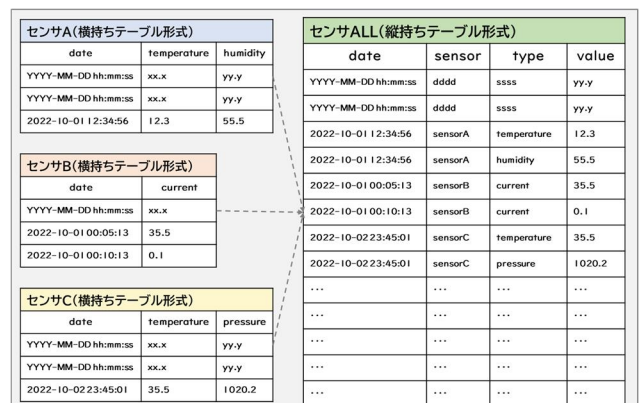 センサA(横持ちテーブル形式)
date temperature humidity
YYYY-MM-DD hh:mm:ss xx.x yy.y
YYYY-MM-DD hh:mm:ss xx.x yy.y
2022-10-01 12:34:56 12.3 55.5
センサB(横持ちテーブル形式)
date current
YYYY-MM-DD hh:mm:ss xx.x
2022-10-01 00:05:13 35.5
2022-10-01 00:10:13 0.1
センサC(横持ちテーブル形式)
date temperature pressure
YYYY-MM-DD hh:mm:ss xx.x yy.y
YYYY-MM-DD hh:mm:ss xx.x yy.y
2022-10-02 23:45:01 35.5 1020.2
センサALL(縦持ちテーブル形式)
date sensor type value
YYYY-MM-DD hh:mm:ss dddd ssss yy.y
YYYY-MM-DD hh:mm:ss dddd ssss yy.y
2022-10-01 12:34:56 sensorA temperature 12.3
2022-10-01 12:34:56 sensorA humidity 55.5
2022-10-01 00:05:13 sensorB current 35.5
2022-10-01 00:10:13 sensorB current 0.1
2022-10-02 23:45:01 sensorC temperature 35.5
2022-10-02 23:45:01 sensorC pressure 1020.2
... ... ... ...
... ... ... ...
... ... ... ...
... ... ... ...
... ... ... ...